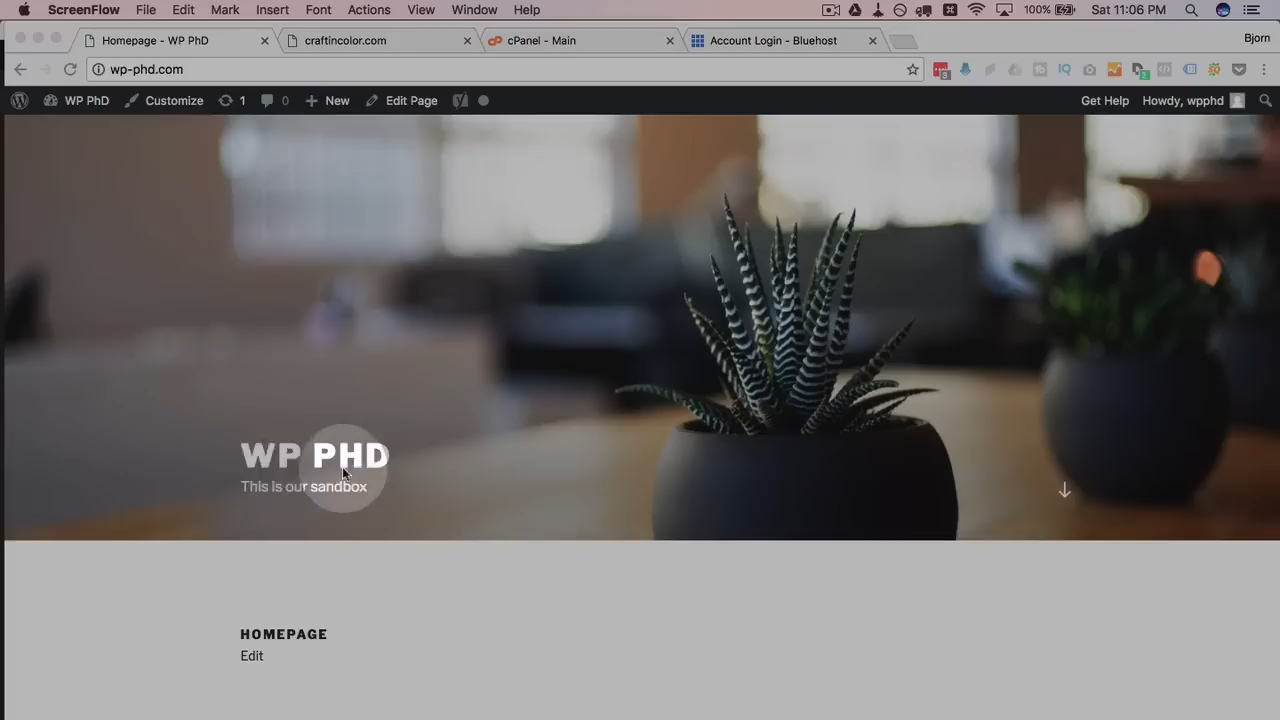 ScreenFlow File Edit Mark Insert Font Actions View Window Help 100% Sat 11:06 PM
Homepage - WP PhD craftincolor.com cPanel - Main Account Login - Bluehost Bjorn
wp-phd.com 3 2
WP PhD Customize 1 0 New Edit Page Get Help Howdy, wpphd
WP PHD
This is our sandbox
HOMEPAGE
Edit